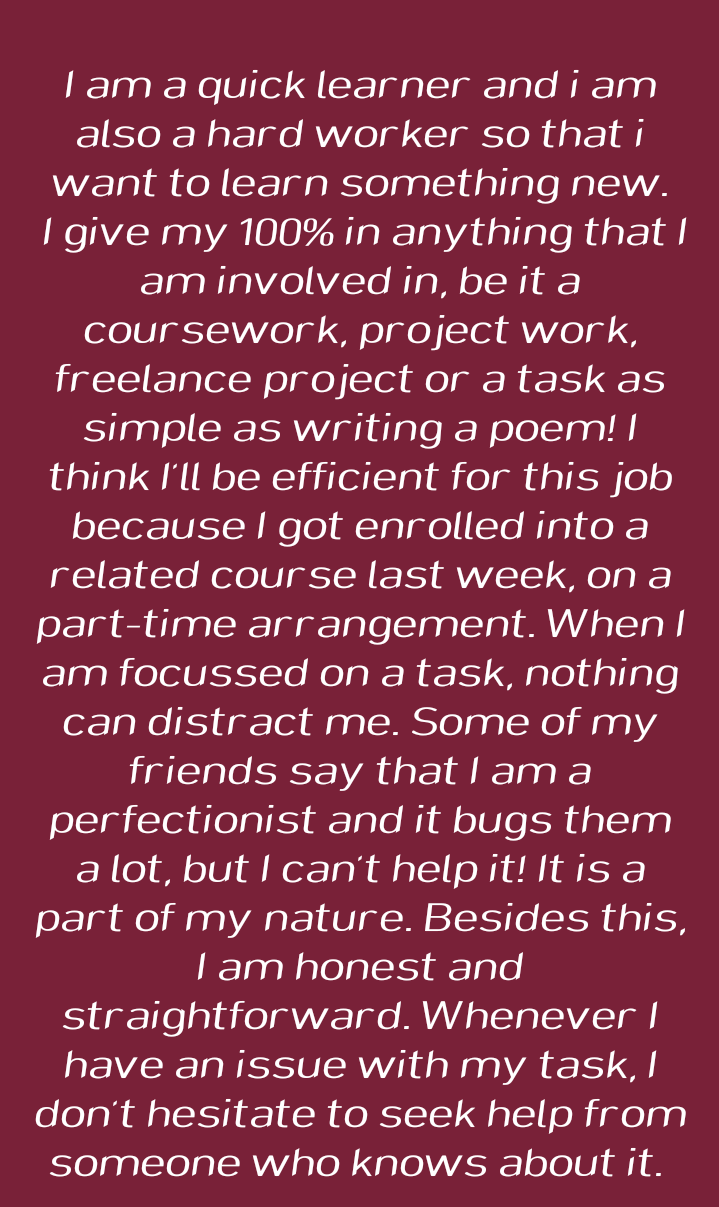 I am a quick learner and i am
also a hard worker so that i
want to learn something new.
I give my 100% in anything that I
am involved in, be it a
coursework, project work,
freelance project or a task as
simple as writing a poem! I
think I'll be efficient for this job
because I got enrolled into a
related course last week, on a
part-time arrangement. When I
am focussed on a task, nothing
can distract me. Some of my
friends say that I am a
perfectionist and it bugs them
a lot, but I can't help it! It is a
part of my nature. Besides this,
I am honest and
straightforward. Whenever I
have an issue with my task, I
don't hesitate to seek help from
someone who knows about it.